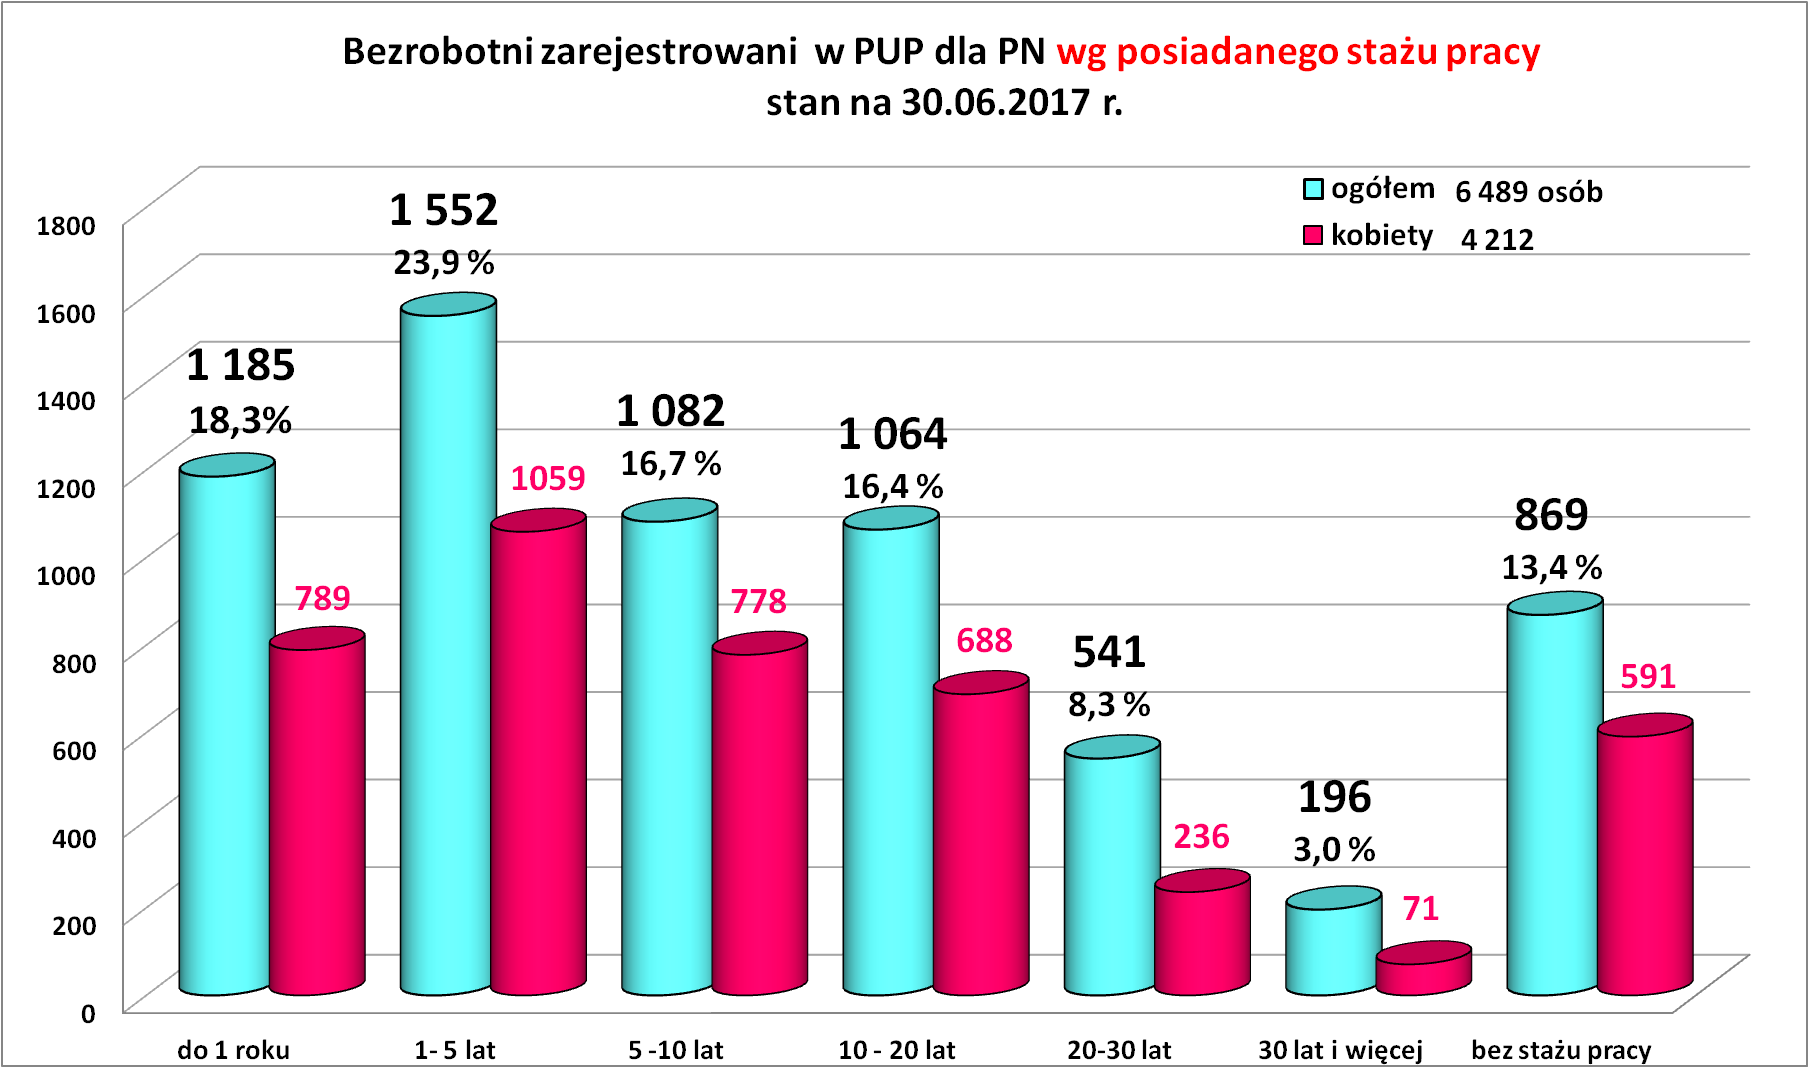 Bezrobotni zarejestrowani w PUP dla PN wg posiadanego stażu pracy
stan na 30.06.2017 r.
ogółem 6 489 osób
kobiety 4 212
1800
1600
1400
1200
1000
800
600
400
200
0
1 185
18,3%
789
1 552
23,9 %
1059
1 082
16,7 %
778
1 064
16,4 %
688
541
8,3 %
236
196
3,0 %
71
869
13,4 %
591
do 1 roku
1- 5 lat
5 -10 lat
10 - 20 lat
20-30 lat
30 lat i więcej
bez stażu pracy